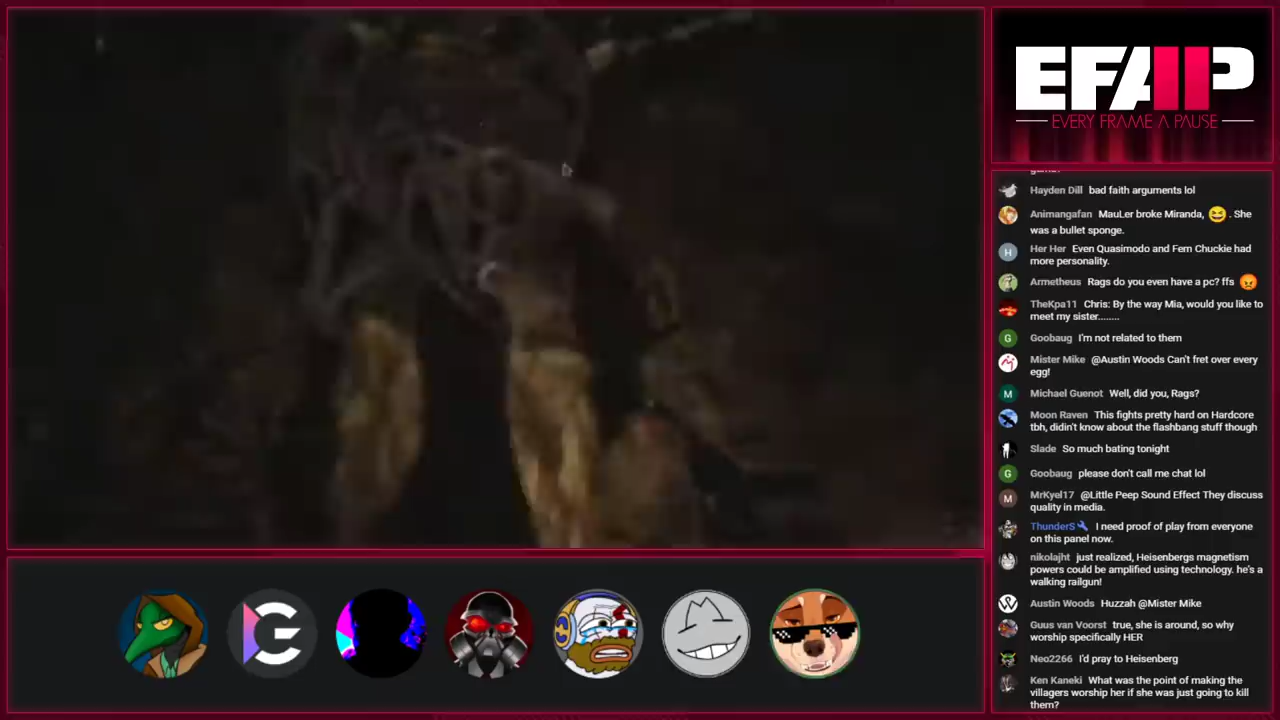 EFAP
EVERY FRAME A PAUSE
Hayden Dill bad faith arguments lol
Animangafan MauLer broke Miranda, 😆 . She
was a bullet sponge.
Her Her Even Quasimodo and Fem Chuckie had
more personality.
Armetheus Rags do you even have a pc? ffs 😡
TheKpa11 Chris: By the way Mia, would you like to
meet my sister........
G
Goobaug I'm not related to them
Mister Mike @Austin Woods Can't fret over every
egg!
M
Michael Guenot Well, did you, Rags?
Moon Raven This fights pretty hard on Hardcore
tbh, didin't know about the flashbang stuff though
Slade So much bating tonight
G
Goobaug please don't call me chat lol
M
MrKyel17 @Little Peep Sound Effect They discuss
quality in media.
ThunderS🔧 I need proof of play from everyone
on this panel now.
nikolajht just realized, Heisenbergs magnetism
powers could be amplified using technology. he's a
walking railgun!
Austin Woods Huzzah @Mister Mike
Guus van Voorst true, she is around, so why
worship specifically HER
Neo2266 I'd pray to Heisenberg
Ken Kaneki What was the point of making the
villagers worship her if she was just going to kill
them?